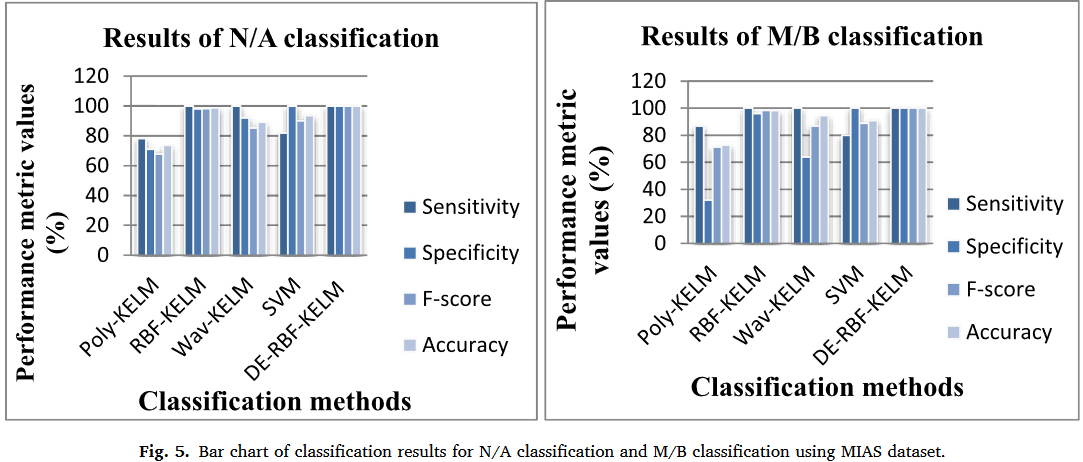 Results of N/A classification
120
100
80
60
40
20
0
Performance metric values
(%)
Poly-KELM
RBF-KELM
Wav-KELM
SVM
DE-RBF-KELM
Sensitivity
Specificity
F-score
Accuracy
Classification methods
Results of M/B classification
120
100
80
60
40
20
0
Performance metric
values (%)
Poly-KELM
RBF-KELM
Wav-KELM
SVM
DE-RBF-KELM
Sensitivity
Specificity
F-score
Accuracy
Classification methods
Fig. 5. Bar chart of classification results for N/A classification and M/B classification using MIAS dataset.